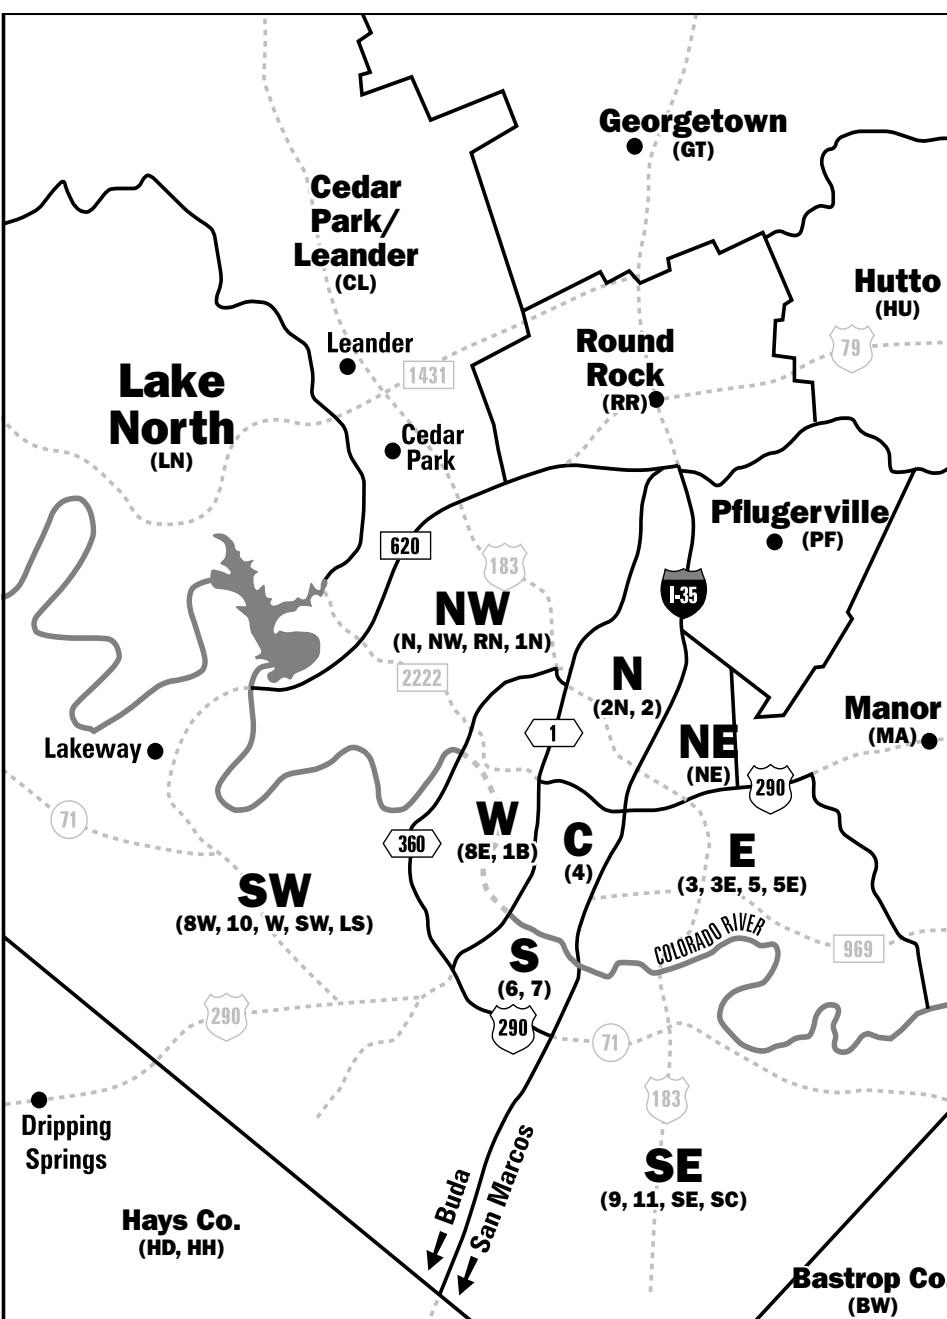 Georgetown
(GT)
Cedar
Park/
Leander
(CL)
Hutto
(HU)
Leander
1431
Round
Rock
(RR)
79
Lake
North
(LN)
Cedar
Park
Pflugerville
(PF)
620
183
I-35
NW
(N, NW, RN, 1N)
2222
N
(2N, 2)
Manor
(MA)
1
NE
(NE)
Lakeway
290
71
360
W
(8E, 1B)
C
(4)
E
(3, 3E, 5, 5E)
SW
(8W, 10, W, SW, LS)
COLORADO RIVER
969
S
(6, 7)
290
290
71
183
Dripping
Springs
Buda
San Marcos
SE
(9, 11, SE, SC)
Hays Co.
(HD, HH)
Bastrop Co.
(BW)